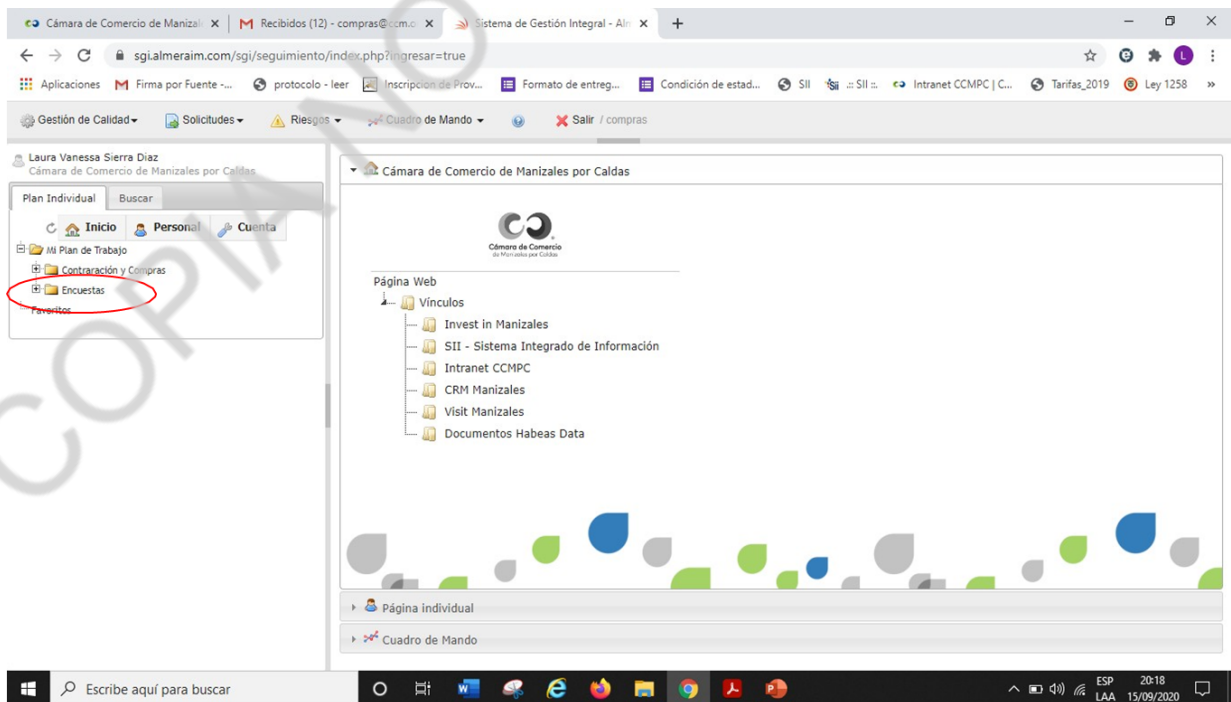 Cámara de Comercio de Manizal
Recibidos (12) - compras@ccm.c
Sistema de Gestión Integral - Alm
sgi.almeraim.com/sgi/seguimiento/index.php?ingresar=true
L
Aplicaciones
Firma por Fuente -...
protocolo - leer
Inscripcion de Prov...
Formato de entreg...
Condición de estad...
SII
Sii .:: SII ::.
Intranet CCMPC | C...
Tarifas_2019
Ley 1258
»
Gestión de Calidad
Solicitudes
Riesgos
Cuadro de Mando
Salir / compras
Laura Vanessa Sierra Diaz
Cámara de Comercio de Manizales por Caldas
Plan Individual
Buscar
Inicio
Personal
Cuenta
Mi Plan de Trabajo
Contraración y Compras
Encuestas
Favoritos
Cámara de Comercio de Manizales por Caldas
Cámara de Comercio
de Manizales por Caldas
Página Web
Vínculos
Invest in Manizales
SII - Sistema Integrado de Información
Intranet CCMPC
CRM Manizales
Visit Manizales
Documentos Habeas Data
Página individual
Cuadro de Mando
Escribe aquí para buscar
ESP
LAA
20:18
15/09/2020
COPIA NO